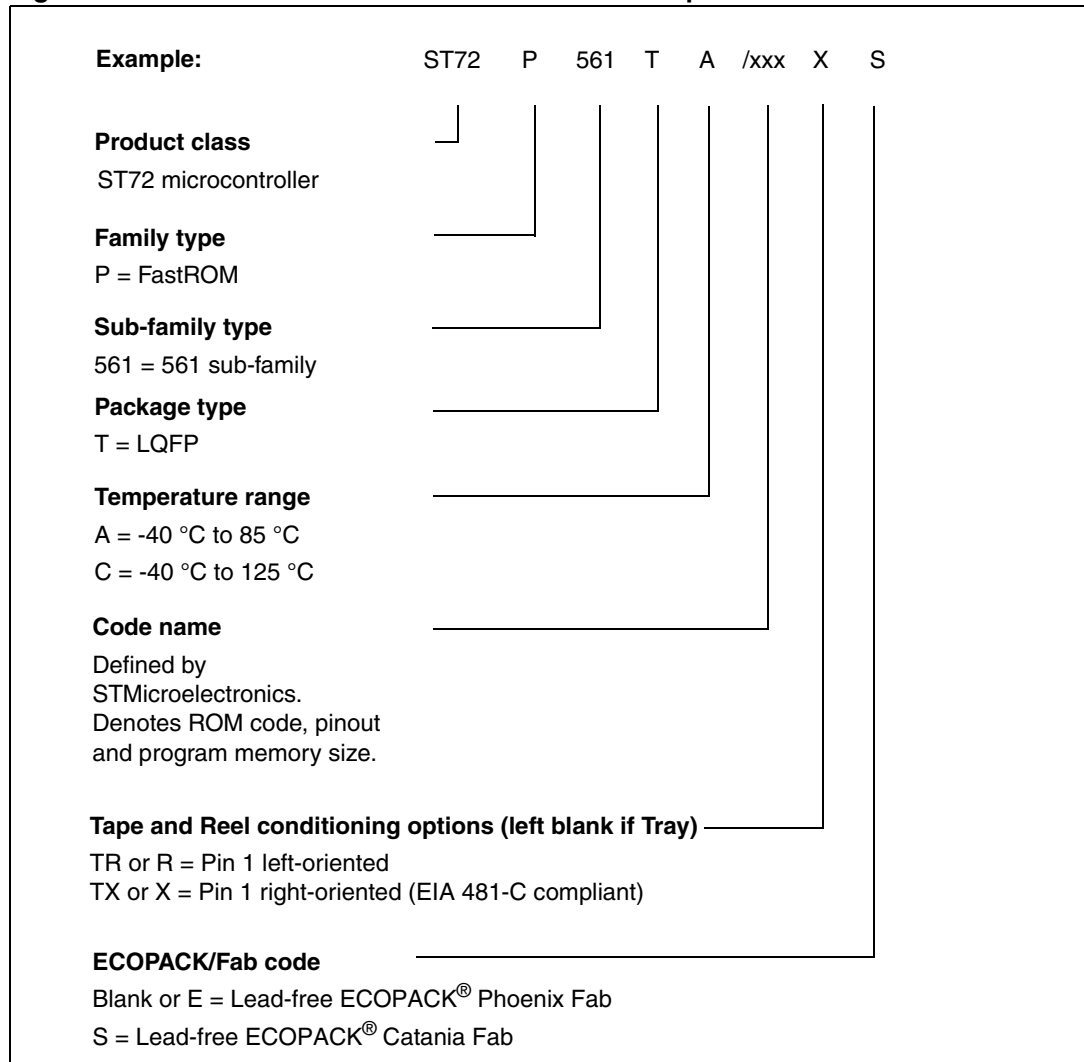 Example: ST72 P 561 T A /xxx X S
Product class
ST72 microcontroller
Family type
P = FastROM
Sub-family type
561 = 561 sub-family
Package type
T = LQFP
Temperature range
A = -40 °C to 85 °C
C = -40 °C to 125 °C
Code name
Defined by
STMicroelectronics.
Denotes ROM code, pinout
and program memory size.
Tape and Reel conditioning options (left blank if Tray)
TR or R = Pin 1 left-oriented
TX or X = Pin 1 right-oriented (EIA 481-C compliant)
ECOPACK/Fab code
Blank or E = Lead-free ECOPACK® Phoenix Fab
S = Lead-free ECOPACK® Catania Fab